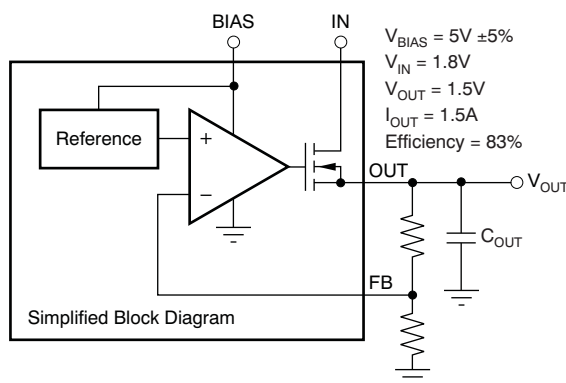 BIAS
IN
V_BIAS = 5V ±5%
V_IN = 1.8V
V_OUT = 1.5V
I_OUT = 1.5A
Efficiency = 83%
Reference
+
−
OUT
V_OUT
C_OUT
FB
Simplified Block Diagram